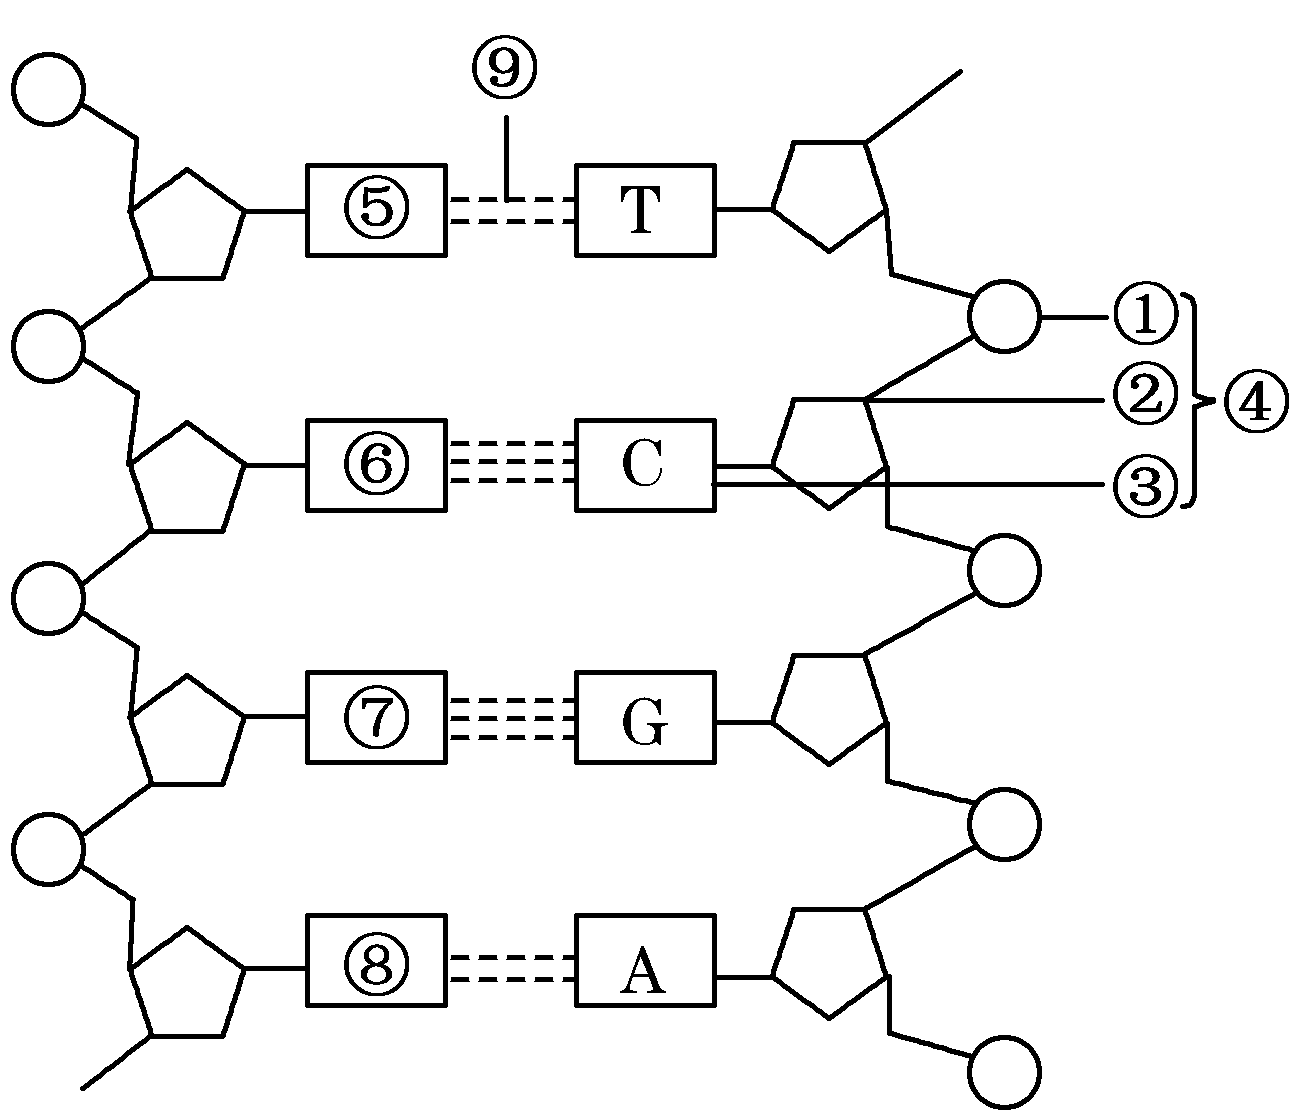 ⑨
⑤ T
①
② ④
⑥ C ③
⑦ G
⑧ A